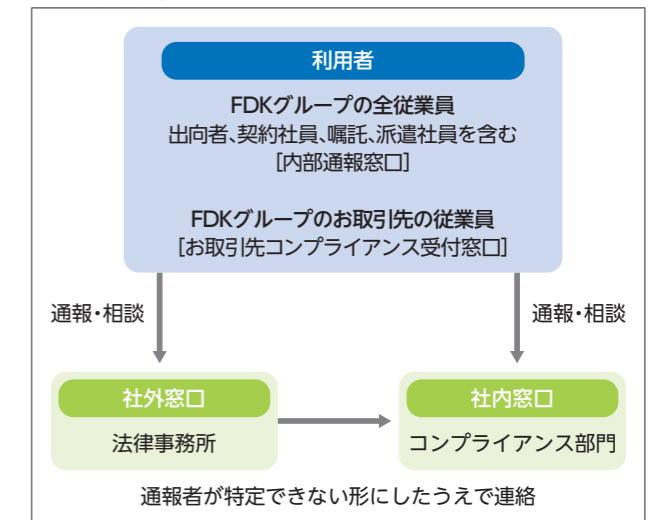 利用者
FDKグループの全従業員
出向者、契約社員、嘱託、派遣社員を含む
[内部通報窓口]
FDKグループのお取引先の従業員
[お取引先コンプライアンス受付窓口]
通報・相談
通報・相談
社外窓口
法律事務所
社内窓口
コンプライアンス部門
通報者が特定できない形にしたうえで連絡